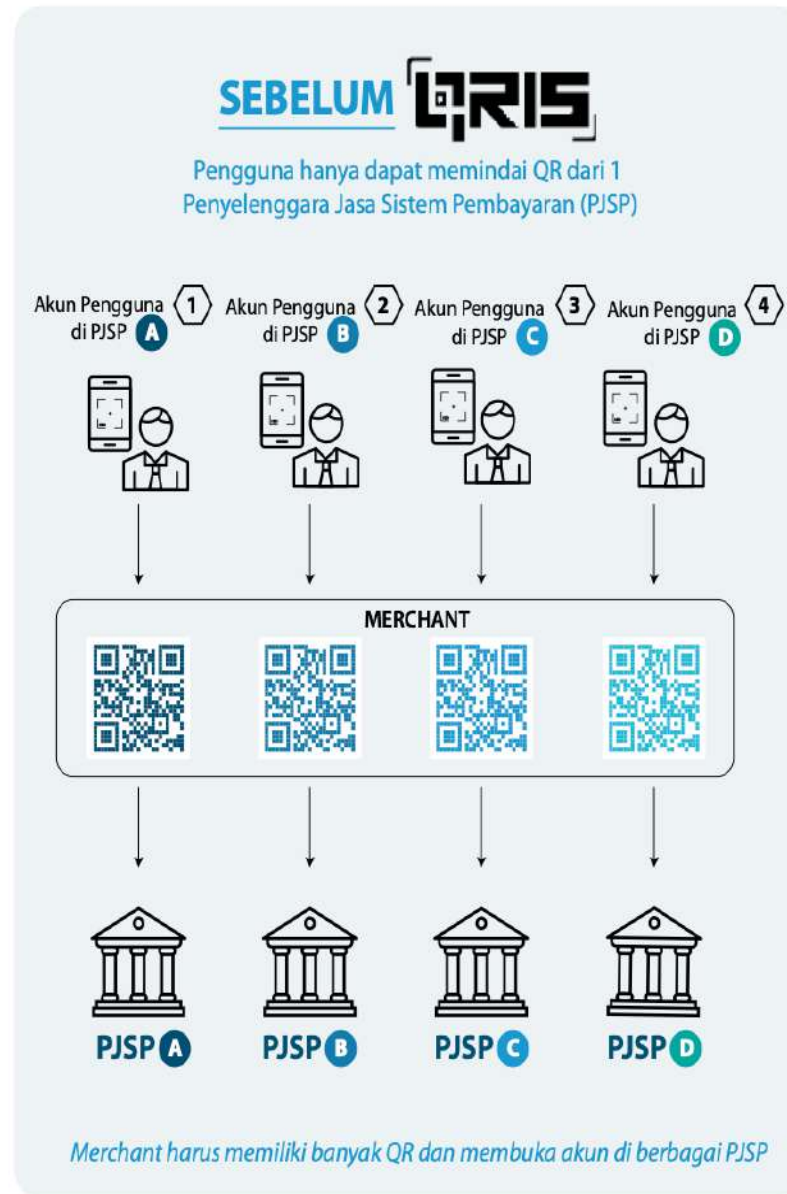 SEBELUM QRIS
Pengguna hanya dapat memindai QR dari 1
Penyelenggara Jasa Sistem Pembayaran (PJSP)
Akun Pengguna 1
di PJSP A
Akun Pengguna 2
di PJSP B
Akun Pengguna 3
di PJSP C
Akun Pengguna 4
di PJSP D
MERCHANT
PJSP A
PJSP B
PJSP C
PJSP D
Merchant harus memiliki banyak QR dan membuka akun di berbagai PJSP